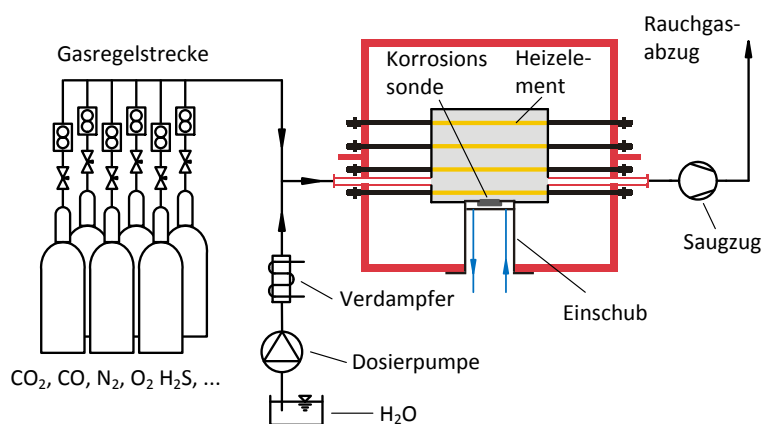 Gasregelstrecke
Korrosions
sonde
Heizele-
ment
Rauchgas-
abzug
Saugzug
Einschub
Verdampfer
Dosierpumpe
H₂O
CO₂, CO, N₂, O₂ H₂S, ...